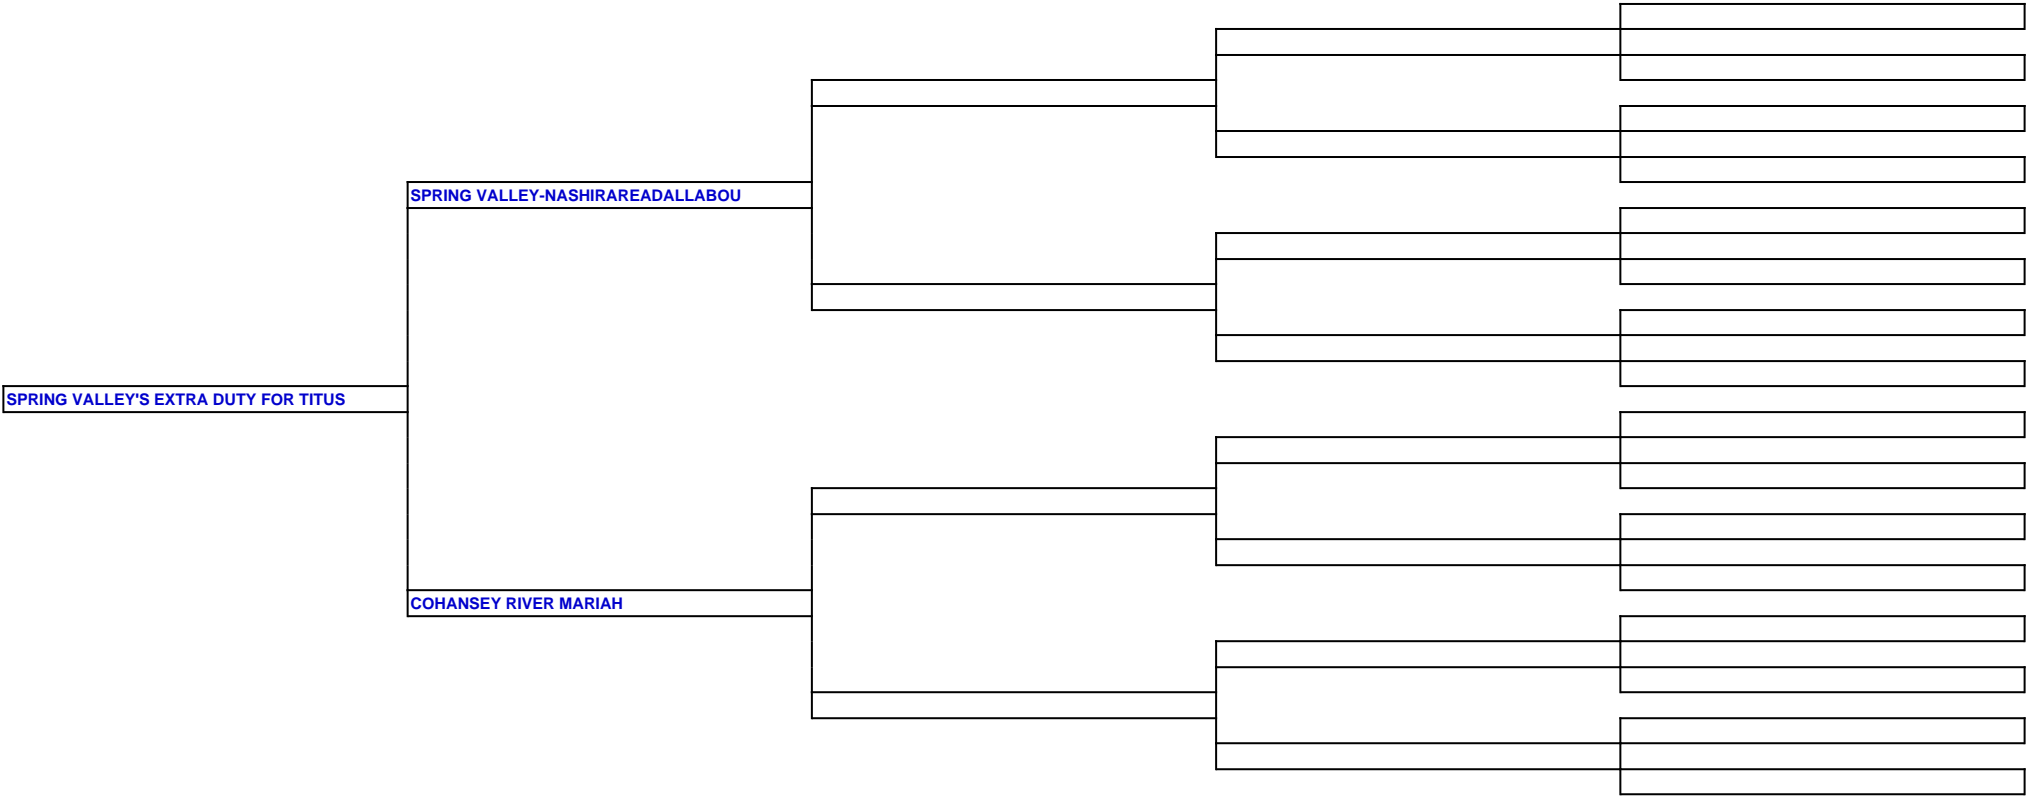 SPRING VALLEY-NASHIRAREADALLABOU
SPRING VALLEY'S EXTRA DUTY FOR TITUS
COHANSEY RIVER MARIAH